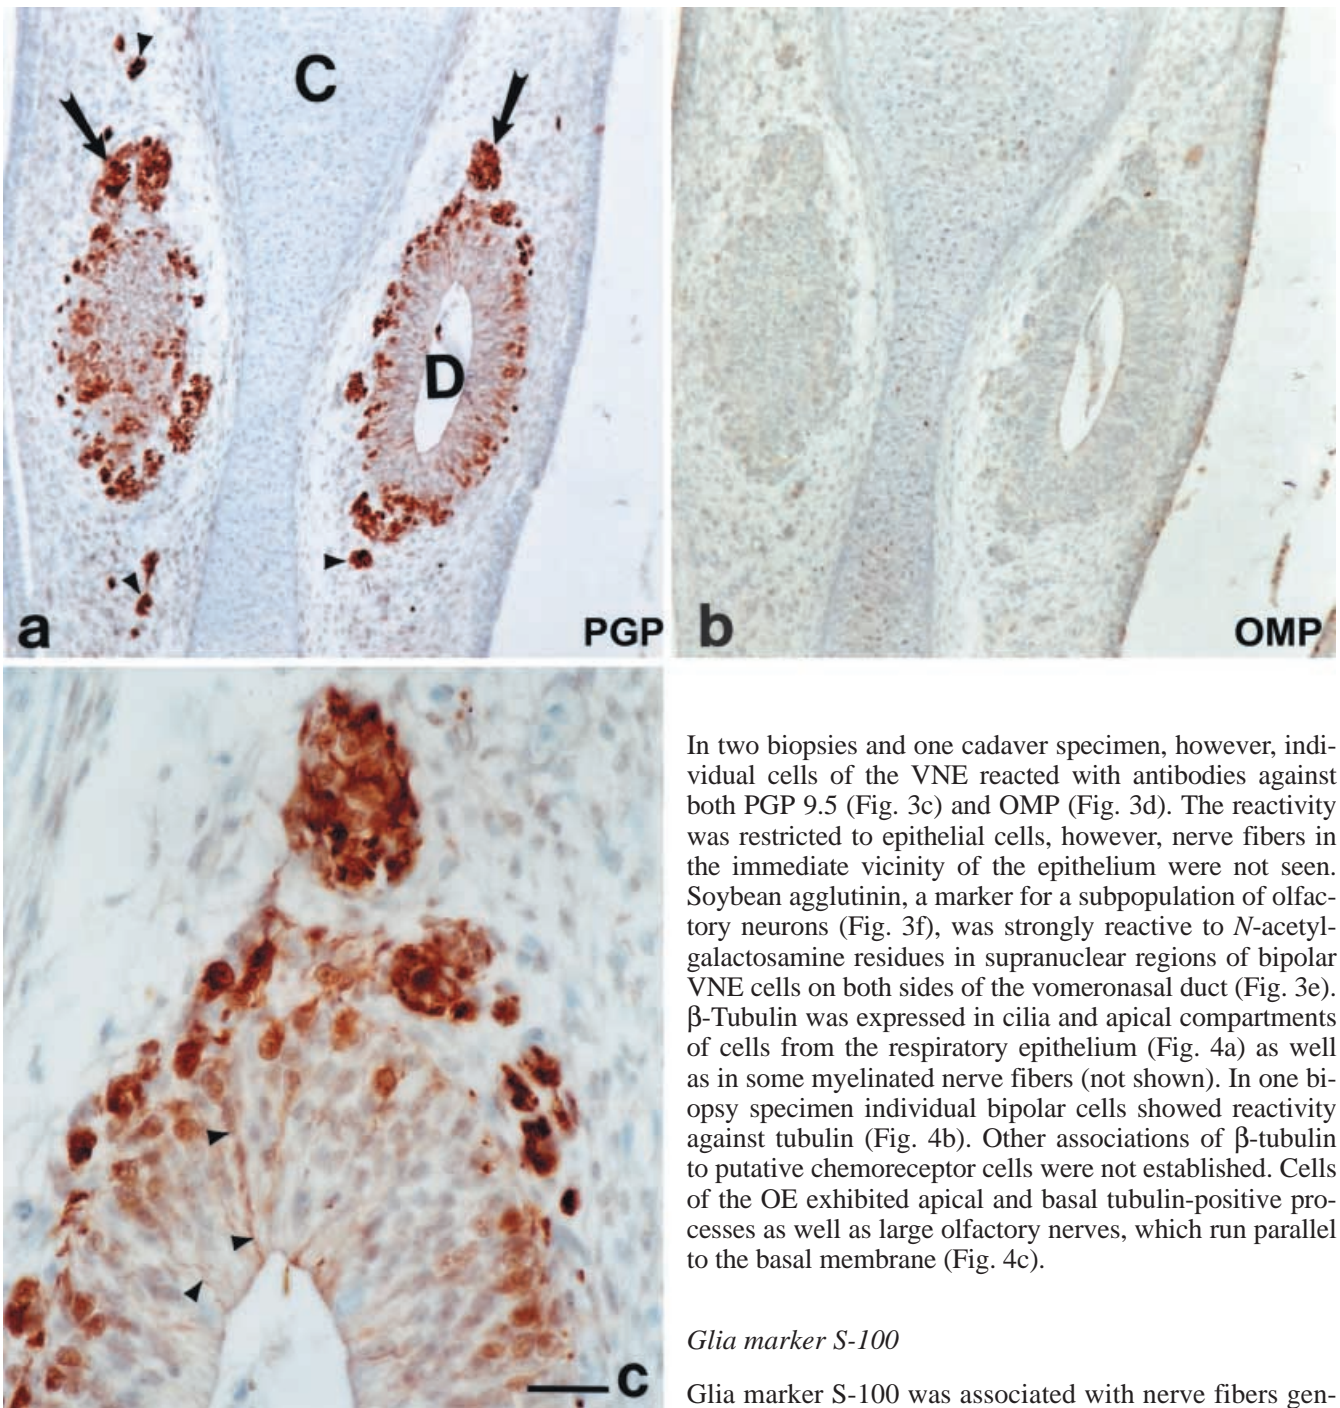 C
D
a
PGP
b
OMP
c
In two biopsies and one cadaver specimen, however, indi-
vidual cells of the VNE reacted with antibodies against
both PGP 9.5 (Fig. 3c) and OMP (Fig. 3d). The reactivity
was restricted to epithelial cells, however, nerve fibers in
the immediate vicinity of the epithelium were not seen.
Soybean agglutinin, a marker for a subpopulation of olfac-
tory neurons (Fig. 3f), was strongly reactive to N-acetyl-
galactosamine residues in supranuclear regions of bipolar
VNE cells on both sides of the vomeronasal duct (Fig. 3e).
β-Tubulin was expressed in cilia and apical compartments
of cells from the respiratory epithelium (Fig. 4a) as well
as in some myelinated nerve fibers (not shown). In one bi-
opsy specimen individual bipolar cells showed reactivity
against tubulin (Fig. 4b). Other associations of β-tubulin
to putative chemoreceptor cells were not established. Cells
of the OE exhibited apical and basal tubulin-positive pro-
cesses as well as large olfactory nerves, which run parallel
to the basal membrane (Fig. 4c).
Glia marker S-100
Glia marker S-100 was associated with nerve fibers gen-